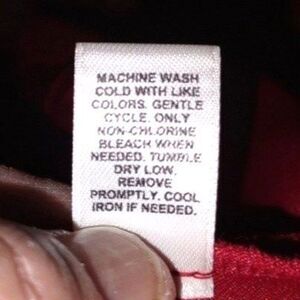 MACHINE WASH
COLD WITH LIKE
COLORS. GENTLE
CYCLE. ONLY
NON-CHLORINE
BLEACH WHEN
NEEDED. TUMBLE
DRY LOW.
REMOVE
PROMPTLY. COOL
IRON IF NEEDED.